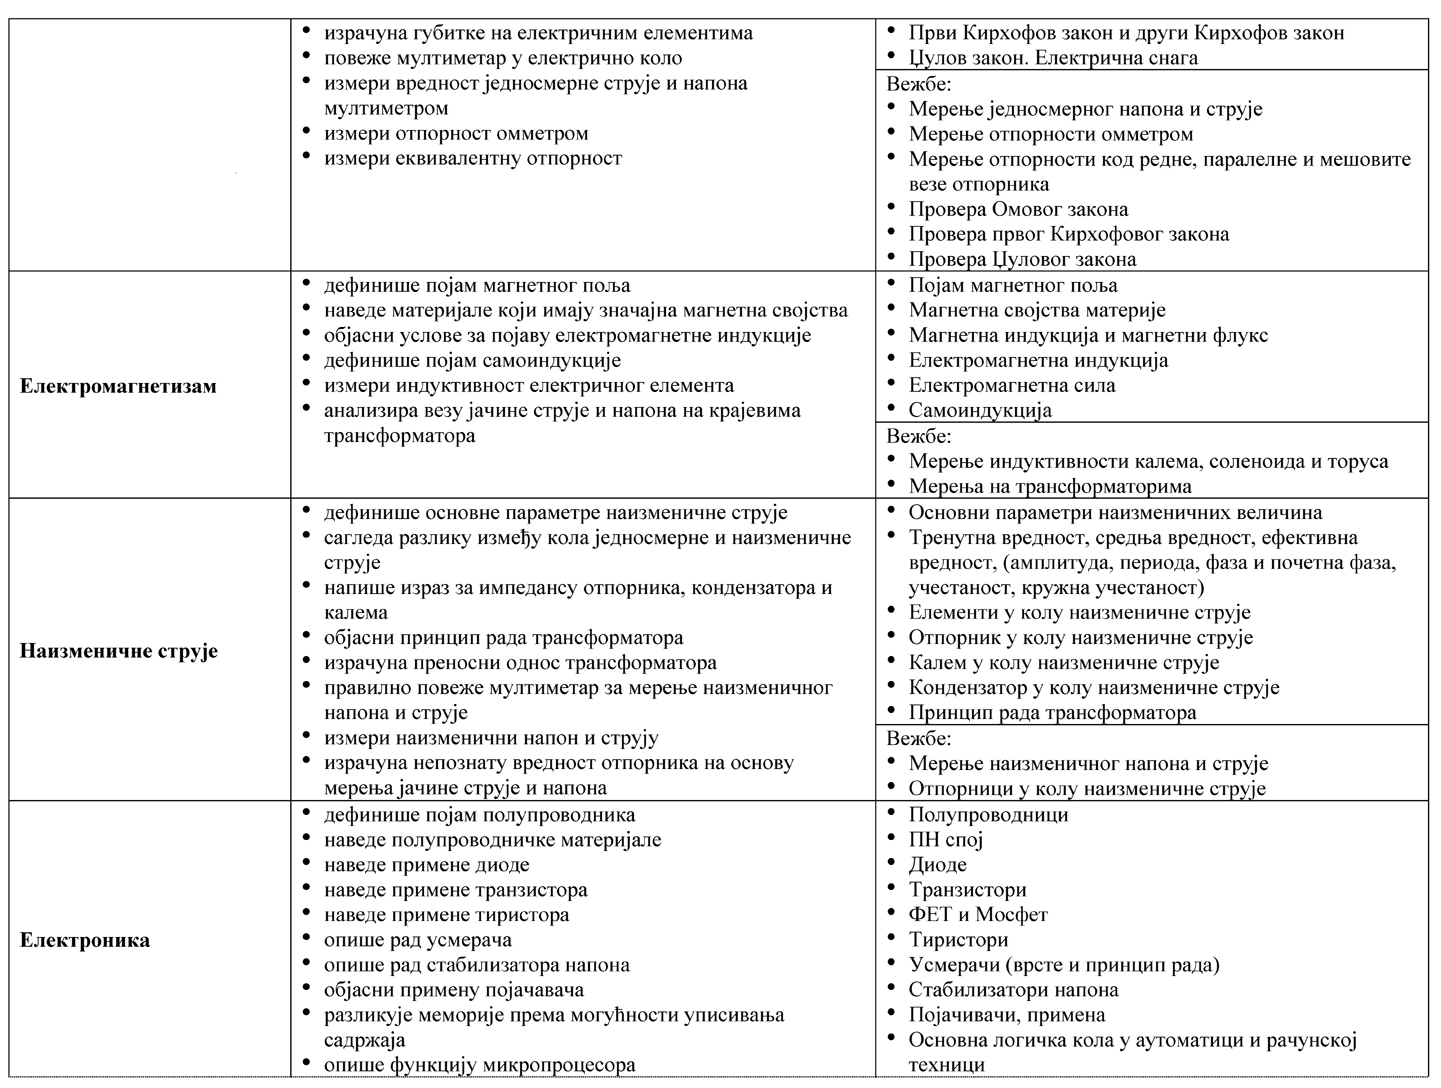 • израчуна губитке на електричним елементима
• повеже мултиметар у електрично коло
• измери вредност једносмерне струје и напона
мултиметром
• измери отпорност омметром
• измери еквивалентну отпорност
• Први Кирхофов закон и други Кирхофов закон
• Џулов закон. Електрична снага
Вежбе:
• Мерење једносмерног напона и струје
• Мерење отпорности омметром
• Мерење отпорности код редне, паралелне и мешовите
везе отпорника
• Провера Омовог закона
• Провера првог Кирхофовог закона
• Провера Џуловог закона
Електромагнетизам
• дефинише појам магнетног поља
• наведе материјале који имају значајна магнетна својства
• објасни услове за појаву електромагнетне индукције
• дефинише појам самоиндукције
• измери индуктивност електричног елемента
• анализира везу јачине струје и напона на крајевима
трансформатора
• Појам магнетног поља
• Магнетна својства материје
• Магнетна индукција и магнетни флукс
• Електромагнетна индукција
• Електромагнетна сила
• Самоиндукција
Вежбе:
• Мерење индуктивности калема, соленоида и торуса
• Мерења на трансформаторима
Наизменичне струје
• дефинише основне параметре наизменичне струје
• сагледа разлику између кола једносмерне и наизменичне
струје
• напише израз за импедансу отпорника, кондензатора и
калема
• објасни принцип рада трансформатора
• израчуна преносни однос трансформатора
• правилно повеже мултиметар за мерење наизменичног
напона и струје
• измери наизменични напон и струју
• израчуна непознату вредност отпорника на основу
мерења јачине струје и напона
• Основни параметри наизменичних величина
• Тренутна вредност, средња вредност, ефективна
вредност, (амплитуда, периода, фаза и почетна фаза,
учестаност, кружна учестаност)
• Елементи у колу наизменичне струје
• Отпорник у колу наизменичне струје
• Калем у колу наизменичне струје
• Кондензатор у колу наизменичне струје
• Принцип рада трансформатора
Вежбе:
• Мерење наизменичног напона и струје
• Отпорници у колу наизменичне струје
Електроника
• дефинише појам полупроводника
• наведе полупроводничке материјале
• наведе примене диоде
• наведе примене транзистора
• наведе примене тиристора
• опише рад усмерача
• опише рад стабилизатора напона
• објасни примену појачавача
• разликује меморије према могућности уписивања
садржаја
• опише функцију микропроцесора
• Полупроводници
• ПН спој
• Диоде
• Транзистори
• ФЕТ и Мосфет
• Тиристори
• Усмерачи (врсте и принцип рада)
• Стабилизатори напона
• Појачивачи, примена
• Основна логичка кола у аутоматици и рачунској
техници